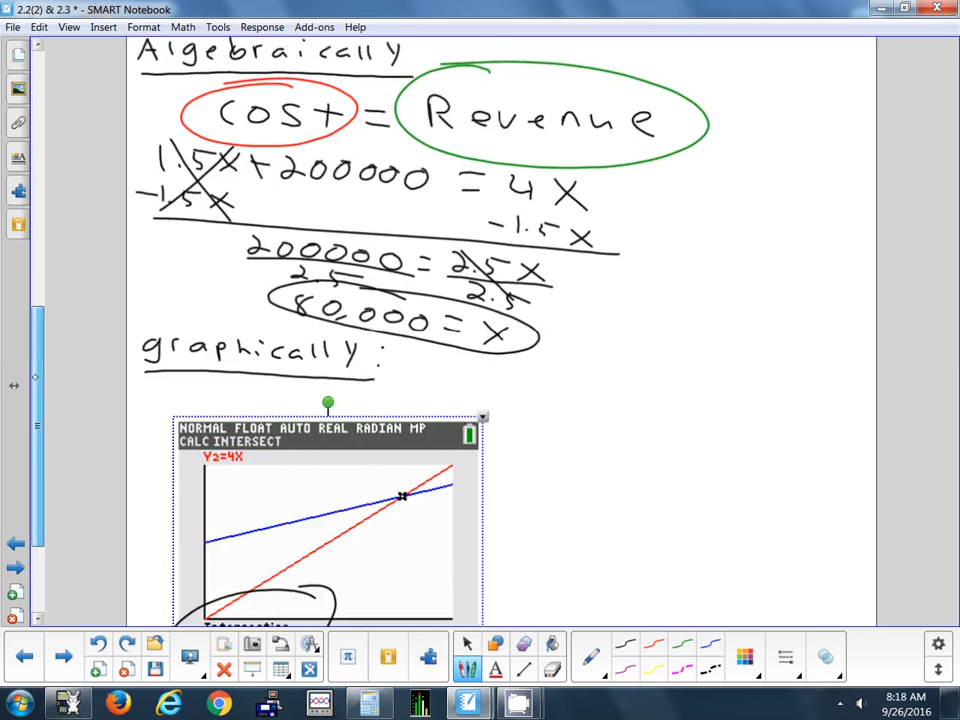 2.2(2) & 2.3 * - SMART Notebook
File Edit View Insert Format Math Tools Response Add-ons Help
Algebraically
Cost = Revenue
1.5x + 200000 = 4x
-1.5x -1.5x
200000 = 2.5x
2.5 2.5
80,000 = x
graphically:
NORMAL FLOAT AUTO REAL RADIAN MP
CALC INTERSECT
Y2=4X
Intersection
8:18 AM
9/26/2016